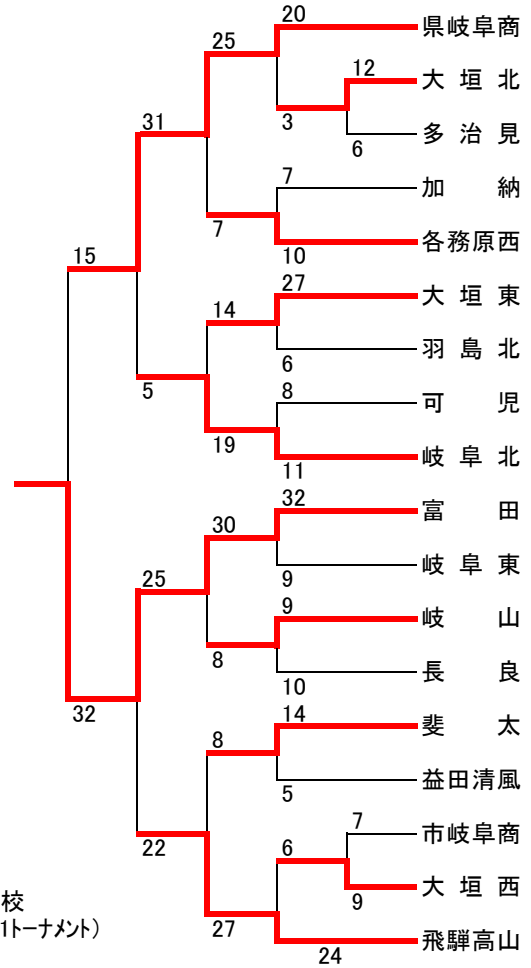 20
県岐阜商
25
12
大垣北
3
31
多治見
6
7
加納
7
各務原西
10
15
27
大垣東
14
羽島北
6
5
8
可児
19
岐阜北
11
32
富田
30
岐阜東
9
25
9
岐山
8
長良
10
32
14
斐太
8
益田清風
5
7
市岐阜商
22
6
大垣西
9
校
1トーナメント）
27
飛騨高山
24